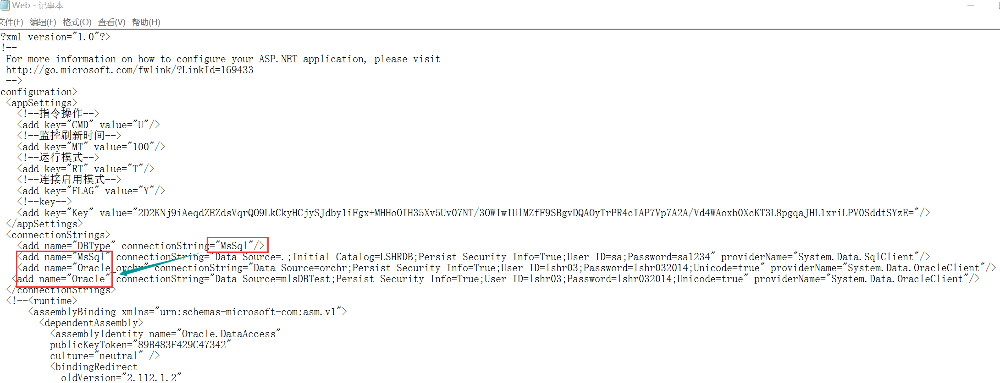 Web - 记事本
文件(F) 编辑(E) 格式(O) 查看(V) 帮助(H)
?xml version="1.0"?>
!--
For more information on how to configure your ASP.NET application, please visit
http://go.microsoft.com/fwlink/?LinkId=169433
-->
configuration>
<appSettings>
<!--指令操作-->
<add key="CMD" value="U"/>
<!--监控刷新时间-->
<add key="MT" value="100"/>
<!--运行模式-->
<add key="RT" value="T"/>
<!--连接启用模式-->
<add key="FLAG" value="Y"/>
<!--key-->
<add key="Key" value="2D2KNj9iAeqdZEZdsVqrQO9LkCkyHCjySJdby1iFgx+MHHoOIH35Xv5Uv07NT/3OWIwIUlMZfF9SBgvDQAOyTrPR4cIAP7Vp7A2A/Vd4WAoxb0XcKT3L8pgqaJHL1xriLPV0SddtSYzE="/>
</appSettings>
<connectionStrings>
<add name="DBType" connectionString="MsSql"/>
<add name="MsSql" connectionString="Data Source=.;Initial Catalog=LSHRDB;Persist Security Info=True;User ID=sa;Password=sa1234" providerName="System.Data.SqlClient"/>
<add name="Oracle_orchr" connectionString="Data Source=orchr;Persist Security Info=True;User ID=lshr03;Password=lshr032014;Unicode=true" providerName="System.Data.OracleClient"/>
<add name="Oracle" connectionString="Data Source=mlsDBTest;Persist Security Info=True;User ID=lshr03;Password=lshr032014;Unicode=true" providerName="System.Data.OracleClient"/>
</connectionStrings>
<!--<runtime>
<assemblyBinding xmlns="urn:schemas-microsoft-com:asm.v1">
<dependentAssembly>
<assemblyIdentity name="Oracle.DataAccess"
publicKeyToken="89B483F429C47342"
culture="neutral" />
<bindingRedirect
oldVersion="2.112.1.2"